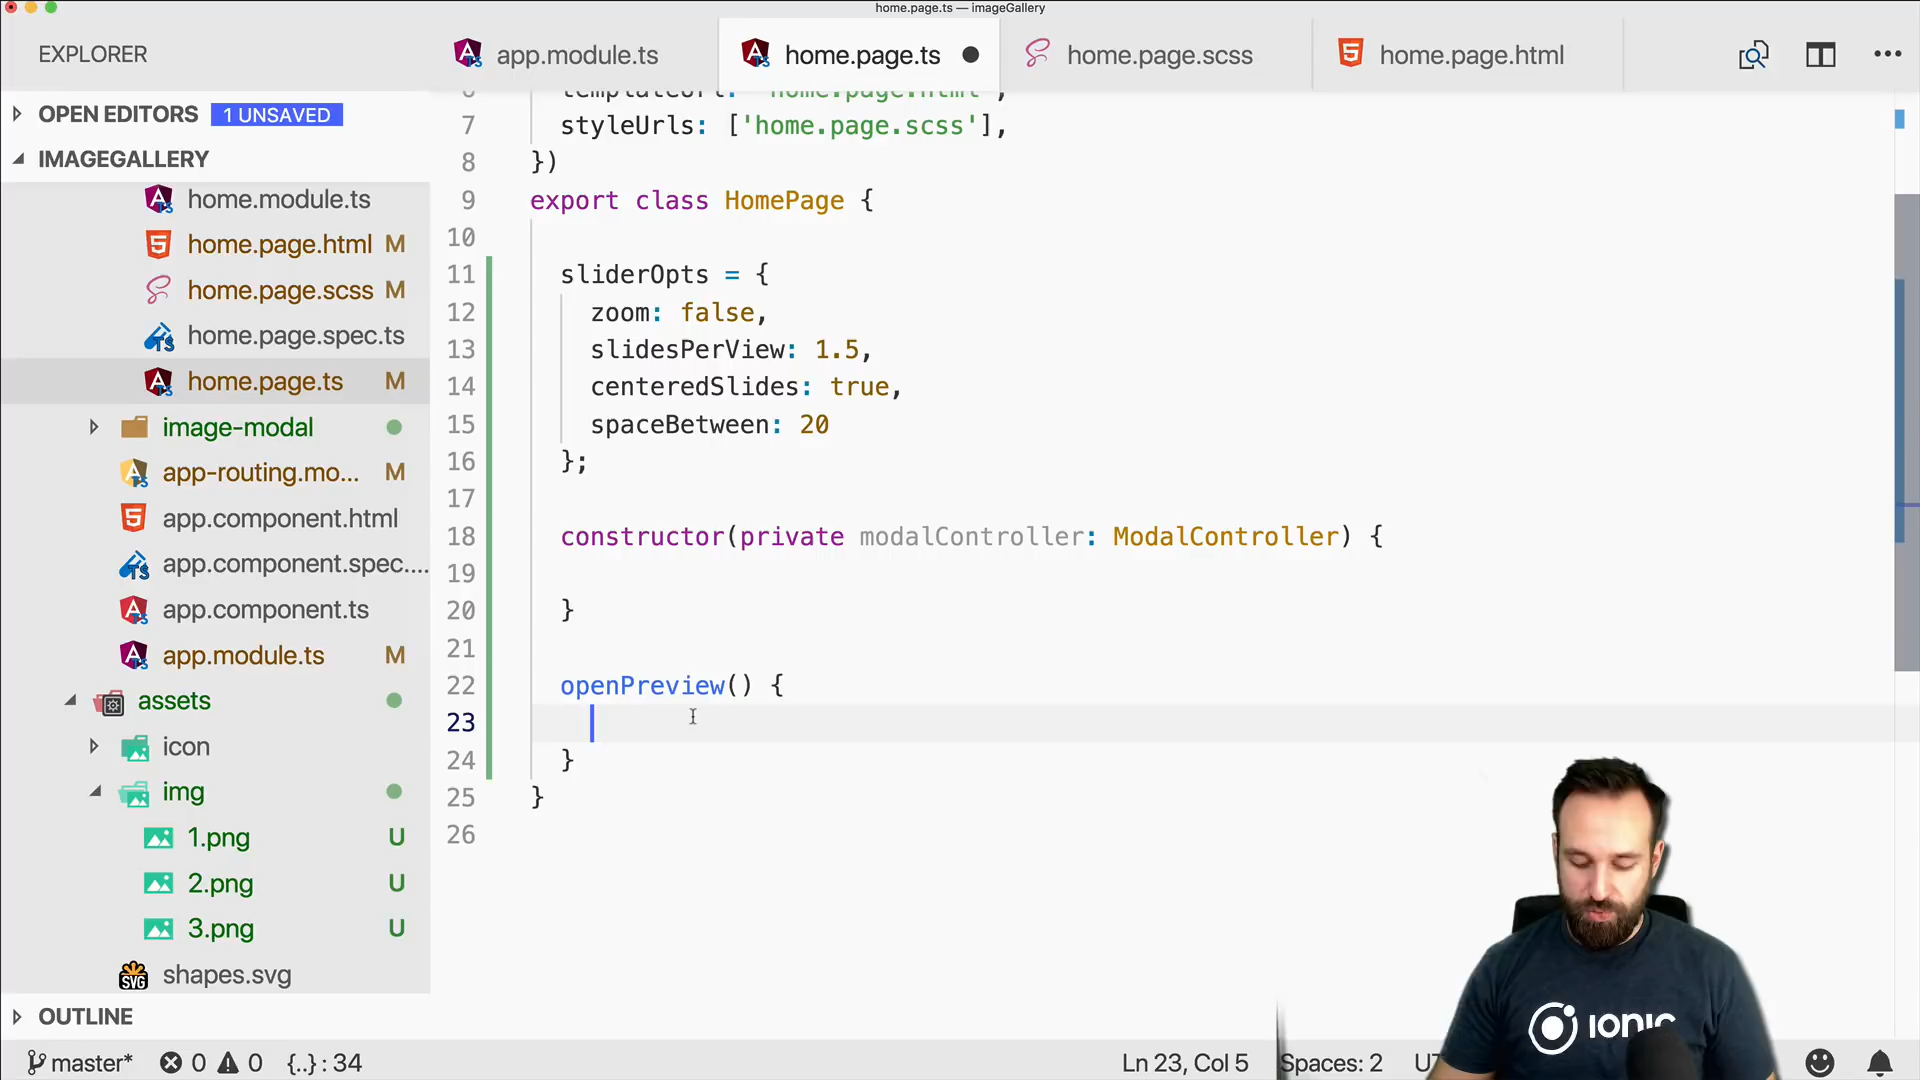 home.page.ts — imageGallery
EXPLORER
app.module.ts
home.page.ts
home.page.scss
home.page.html
OPEN EDITORS 1 UNSAVED
IMAGEGALLERY
home.module.ts
home.page.html M
home.page.scss M
home.page.spec.ts
home.page.ts M
image-modal
app-routing.mo... M
app.component.html
app.component.spec....
app.component.ts
app.module.ts M
assets
icon
img
1.png U
2.png U
3.png U
shapes.svg
OUTLINE
6 templateUrl: 'home.page.html',
7 styleUrls: ['home.page.scss'],
8 })
9 export class HomePage {
10
11 sliderOpts = {
12 zoom: false,
13 slidesPerView: 1.5,
14 centeredSlides: true,
15 spaceBetween: 20
16 };
17
18 constructor(private modalController: ModalController) {
19
20 }
21
22 openPreview() {
23
24 }
25 }
26
master* 0 0 {..} : 34
Ln 23, Col 5 Spaces: 2
ionic